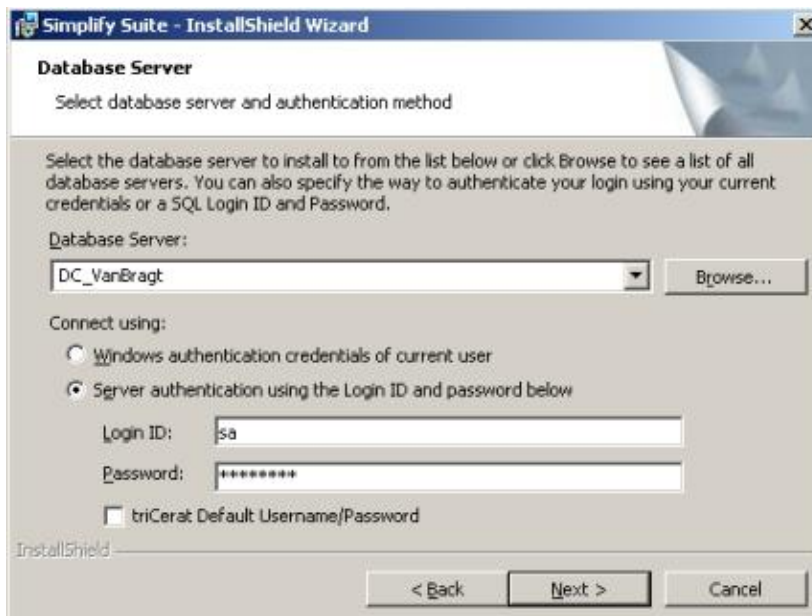 Simplify Suite - InstallShield Wizard
Database Server
Select database server and authentication method
Select the database server to install to from the list below or click Browse to see a list of all
database servers. You can also specify the way to authenticate your login using your current
credentials or a SQL Login ID and Password.
Database Server:
DC_VanBragt
Browse...
Connect using:
Windows authentication credentials of current user
Server authentication using the Login ID and password below
Login ID:
sa
Password:
********
triCerat Default Username/Password
InstallShield
< Back
Next >
Cancel